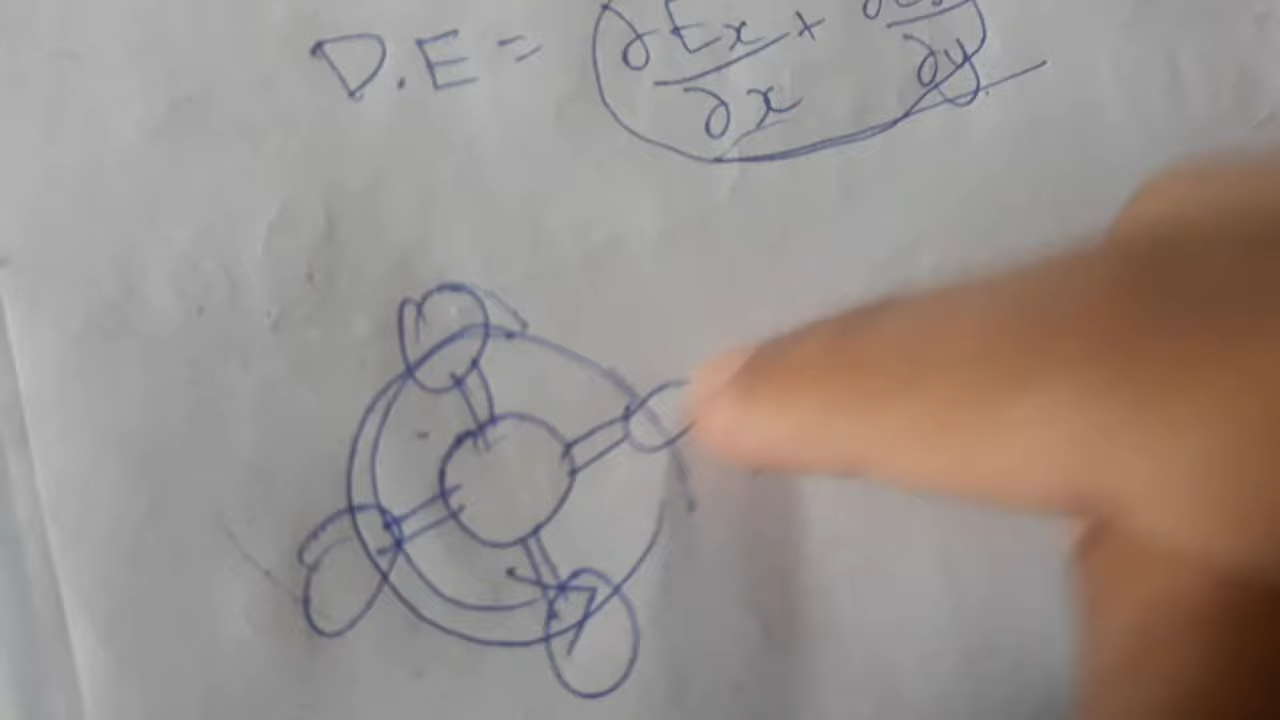 D.E = ∂Ex/∂x + /∂y